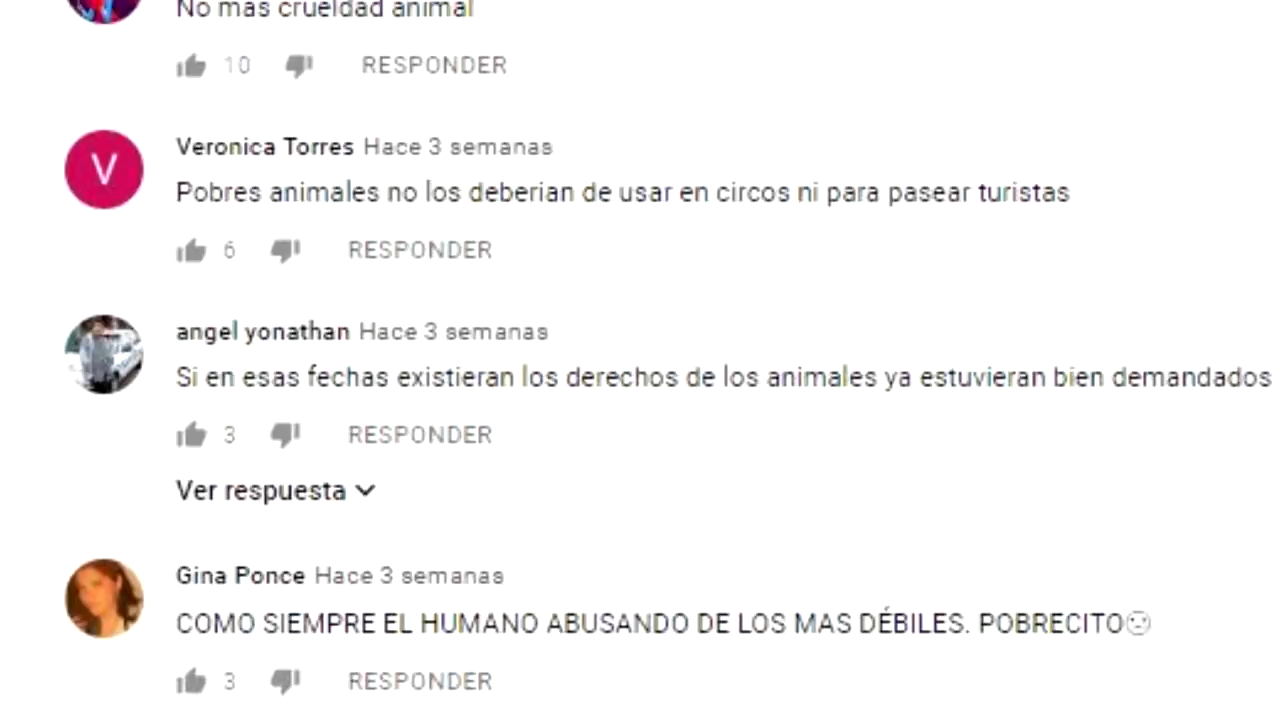 No mas crueldad animal
10 RESPONDER
V
Veronica Torres Hace 3 semanas
Pobres animales no los deberian de usar en circos ni para pasear turistas
6 RESPONDER
angel yonathan Hace 3 semanas
Si en esas fechas existieran los derechos de los animales ya estuvieran bien demandados
3 RESPONDER
Ver respuesta
Gina Ponce Hace 3 semanas
COMO SIEMPRE EL HUMANO ABUSANDO DE LOS MAS DÉBILES. POBRECITO
3 RESPONDER